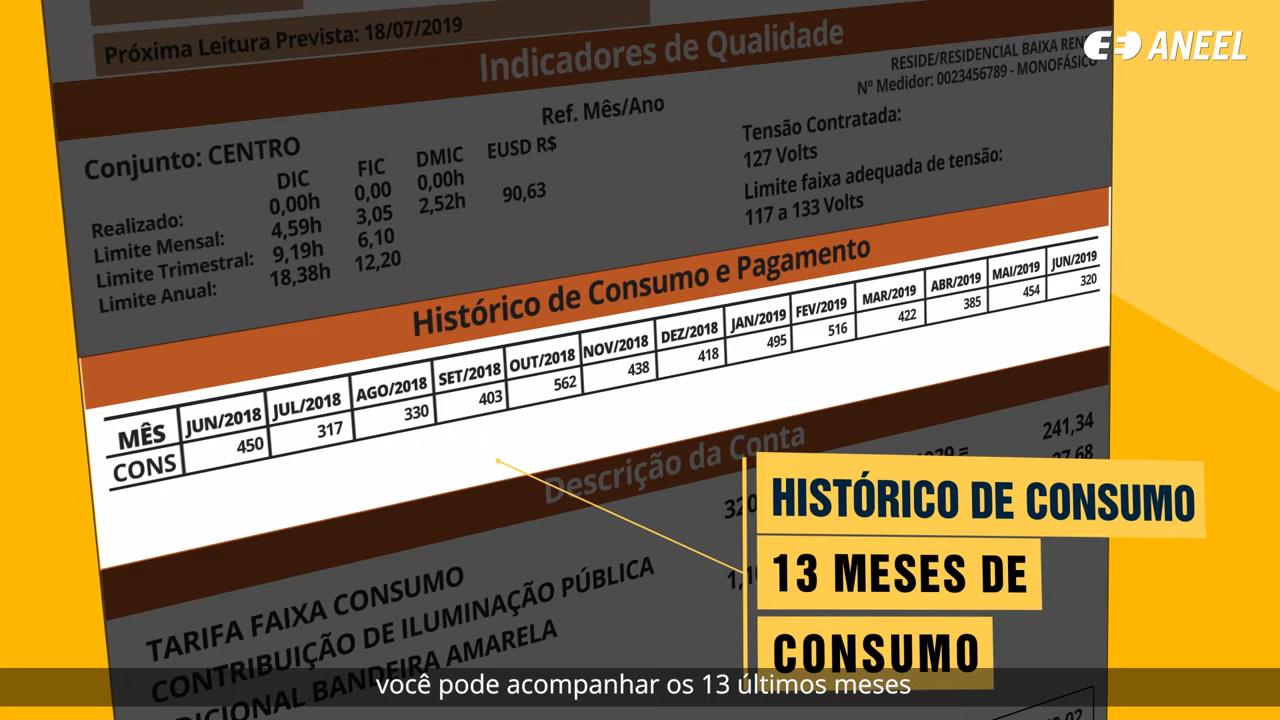 Próxima Leitura Prevista: 18/07/2019
ANEEL
Indicadores de Qualidade
RESIDE/RESIDENCIAL BAIXA
Nº Medidor: 0023456789 - MONOFÁSICO
Ref. Mês/Ano
Conjunto: CENTRO
DIC FIC DMIC EUSD R$
Realizado: 0,00h 0,00 0,00h
Limite Mensal: 4,59h 3,05 2,52h 90,63
Limite Trimestral: 9,19h 6,10
Limite Anual: 18,38h 12,20
Tensão Contratada:
127 Volts
Limite faixa adequada de tensão:
117 a 133 Volts
Histórico de Consumo e Pagamento
MÊS JUN/2018 JUL/2018 AGO/2018 SET/2018 OUT/2018 NOV/2018 DEZ/2018 JAN/2019 FEV/2019 MAR/2019 ABR/2019 MAI/2019 JUN/2019
CONS 450 317 330 403 562 438 418 495 516 422 385 454 320
Descrição da Conta
241,34
HISTÓRICO DE CONSUMO
13 MESES DE
CONSUMO
TARIFA FAIXA CONSUMO
CONTRIBUIÇÃO DE ILUMINAÇÃO PÚBLICA
BANDEIRA AMARELA
você pode acompanhar os 13 últimos meses